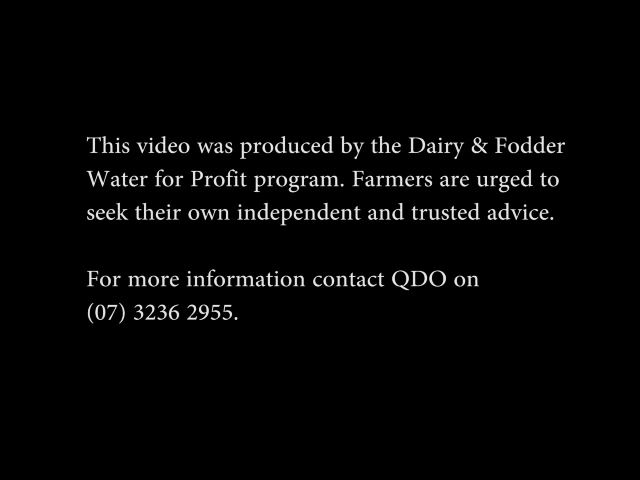 This video was produced by the Dairy & Fodder
Water for Profit program. Farmers are urged to
seek their own independent and trusted advice.
For more information contact QDO on
(07) 3236 2955.